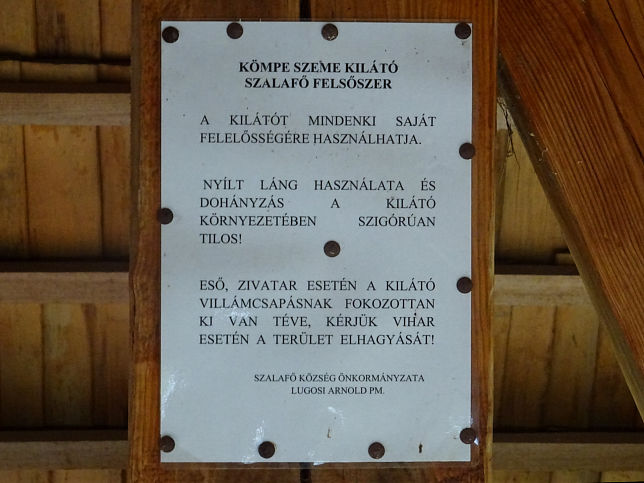 KÖMPE SZEME KILÁTÓ
SZALAFŐ FELSŐSZER
A KILÁTÓT MINDENKI SAJÁT
FELELŐSSÉGÉRE HASZNÁLHATJA.
NYÍLT LÁNG HASZNÁLATA ÉS
DOHÁNYZÁS A KILÁTÓ
KÖRNYEZETÉBEN SZIGÓRÚAN
TILOS!
ESŐ, ZIVATAR ESETÉN A KILÁTÓ
VILLÁMCSAPÁSNAK FOKOZOTTAN
KI VAN TÉVE, KÉRJÜK VIHAR
ESETÉN A TERÜLET ELHAGYÁSÁT!
SZALAFŐ KÖZSÉG ÖNKORMÁNYZATA
LUGOSI ARNOLD PM.